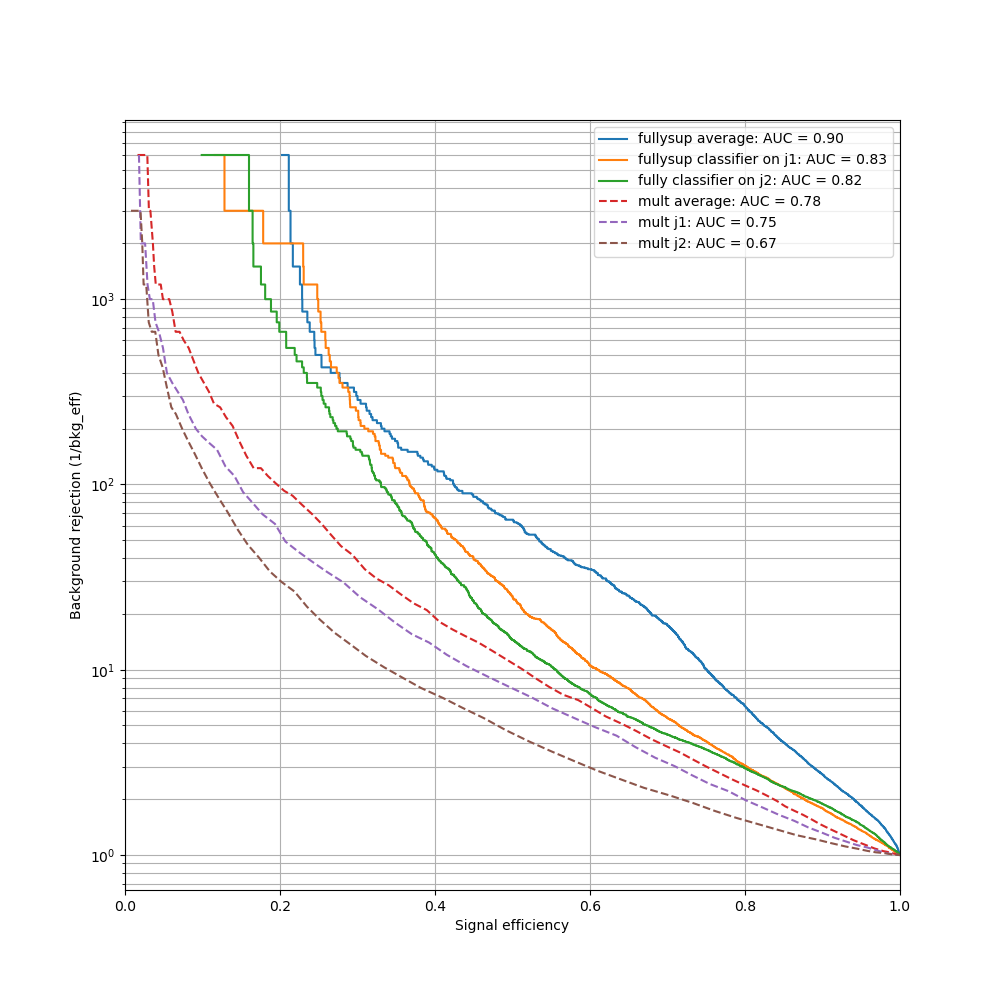 fullysup average: AUC = 0.90
fullysup classifier on j1: AUC = 0.83
fully classifier on j2: AUC = 0.82
mult average: AUC = 0.78
mult j1: AUC = 0.75
mult j2: AUC = 0.67
Background rejection (1/bkg_eff)
10³
10²
10¹
10⁰
0.0 0.2 0.4 0.6 0.8 1.0
Signal efficiency